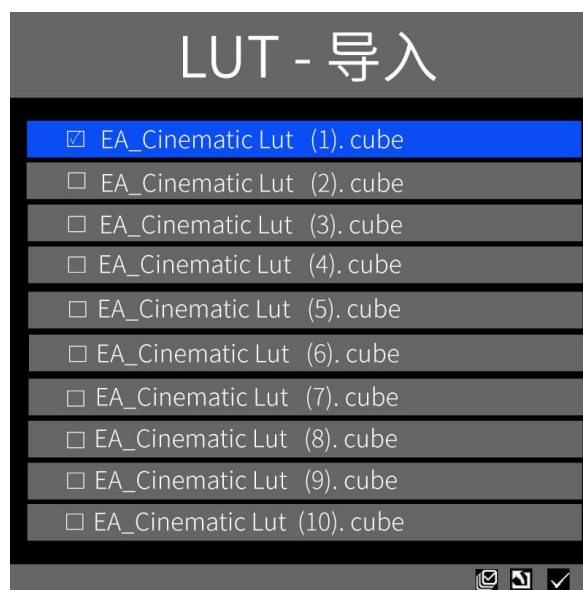 LUT - 导入
EA_Cinematic Lut (1). cube
EA_Cinematic Lut (2). cube
EA_Cinematic Lut (3). cube
EA_Cinematic Lut (4). cube
EA_Cinematic Lut (5). cube
EA_Cinematic Lut (6). cube
EA_Cinematic Lut (7). cube
EA_Cinematic Lut (8). cube
EA_Cinematic Lut (9). cube
EA_Cinematic Lut (10). cube